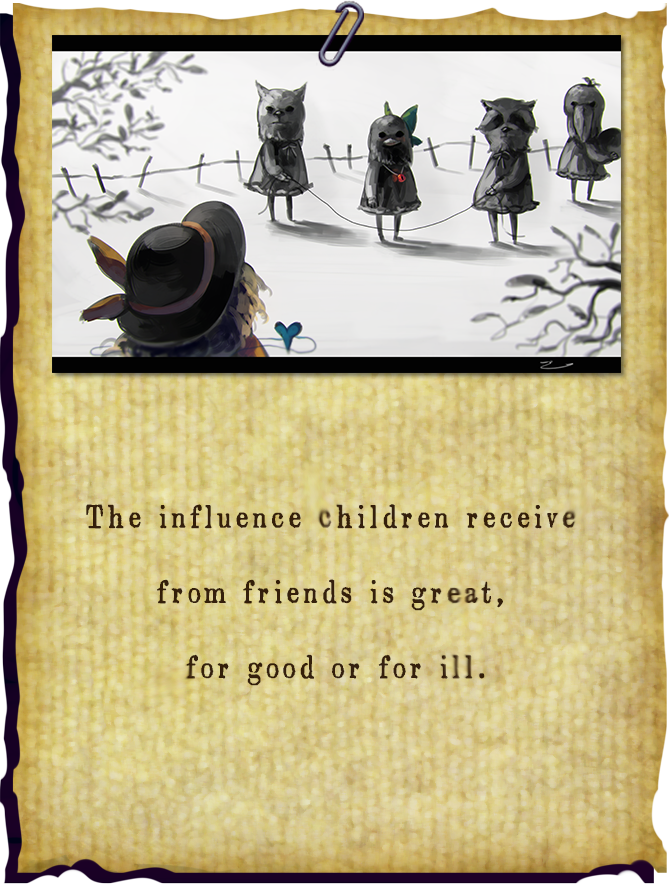 The influence children receive
from friends is great,
for good or for ill.